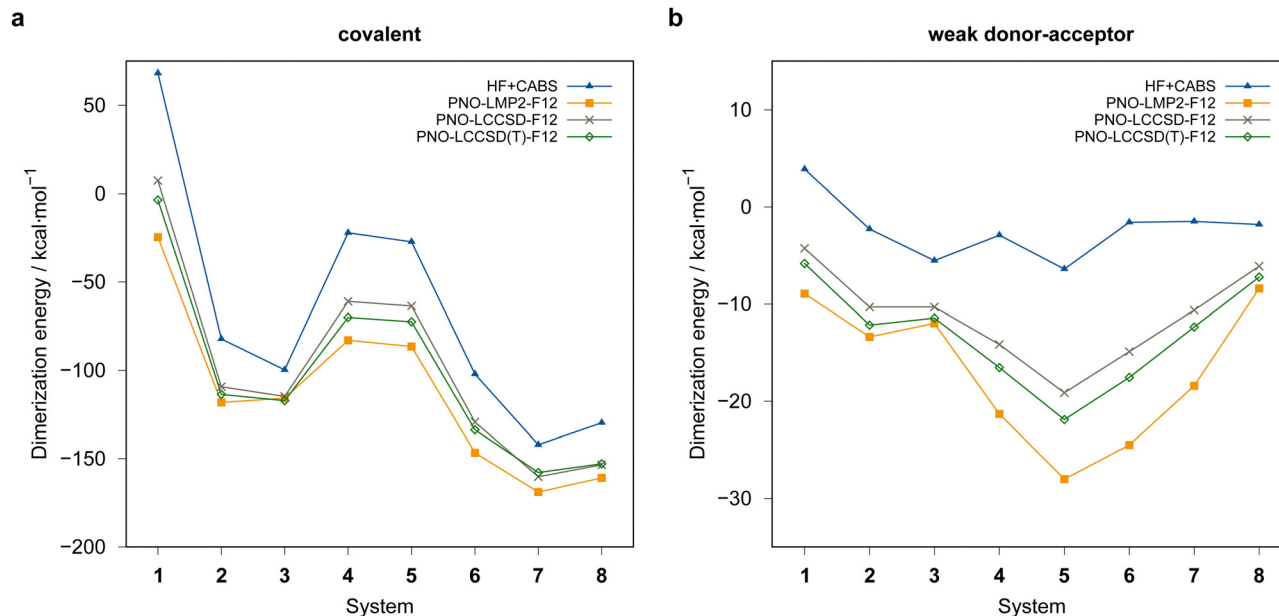 a
covalent
HF+CABS
PNO-LMP2-F12
PNO-LCCSD-F12
PNO-LCCSD(T)-F12
Dimerization energy / kcal·mol⁻¹
50
0
−50
−100
−150
−200
1 2 3 4 5 6 7 8
System
b
weak donor-acceptor
HF+CABS
PNO-LMP2-F12
PNO-LCCSD-F12
PNO-LCCSD(T)-F12
Dimerization energy / kcal·mol⁻¹
10
0
−10
−20
−30
1 2 3 4 5 6 7 8
System